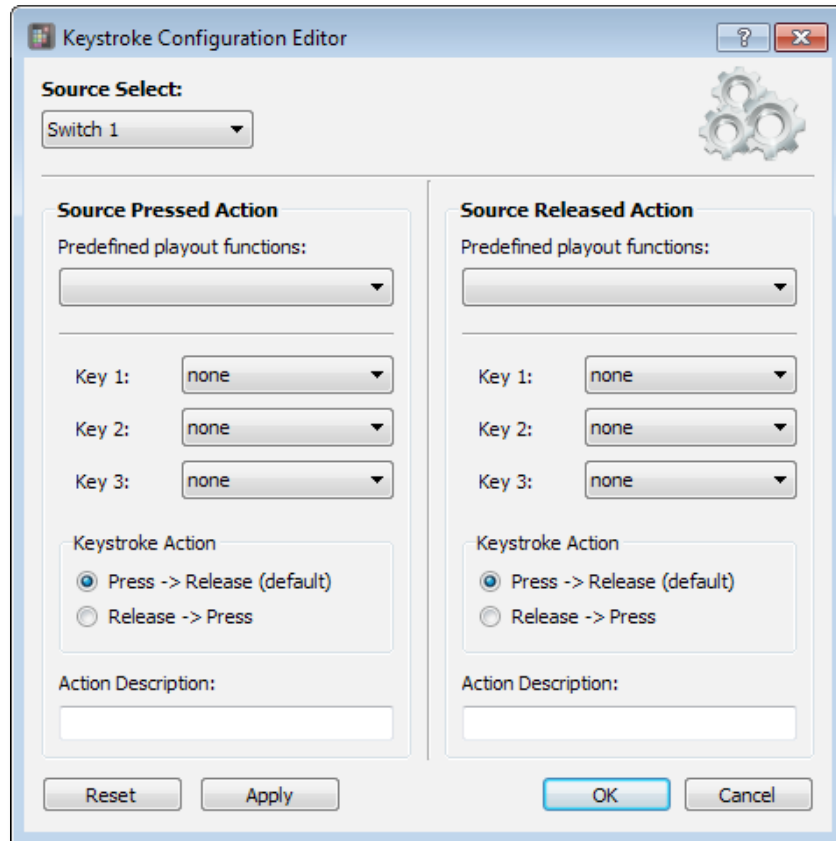 Keystroke Configuration Editor
?
Source Select:
Switch 1
Source Pressed Action
Predefined playout functions:
Key 1: none
Key 2: none
Key 3: none
Keystroke Action
Press -> Release (default)
Release -> Press
Action Description:
Source Released Action
Predefined playout functions:
Key 1: none
Key 2: none
Key 3: none
Keystroke Action
Press -> Release (default)
Release -> Press
Action Description:
Reset Apply OK Cancel